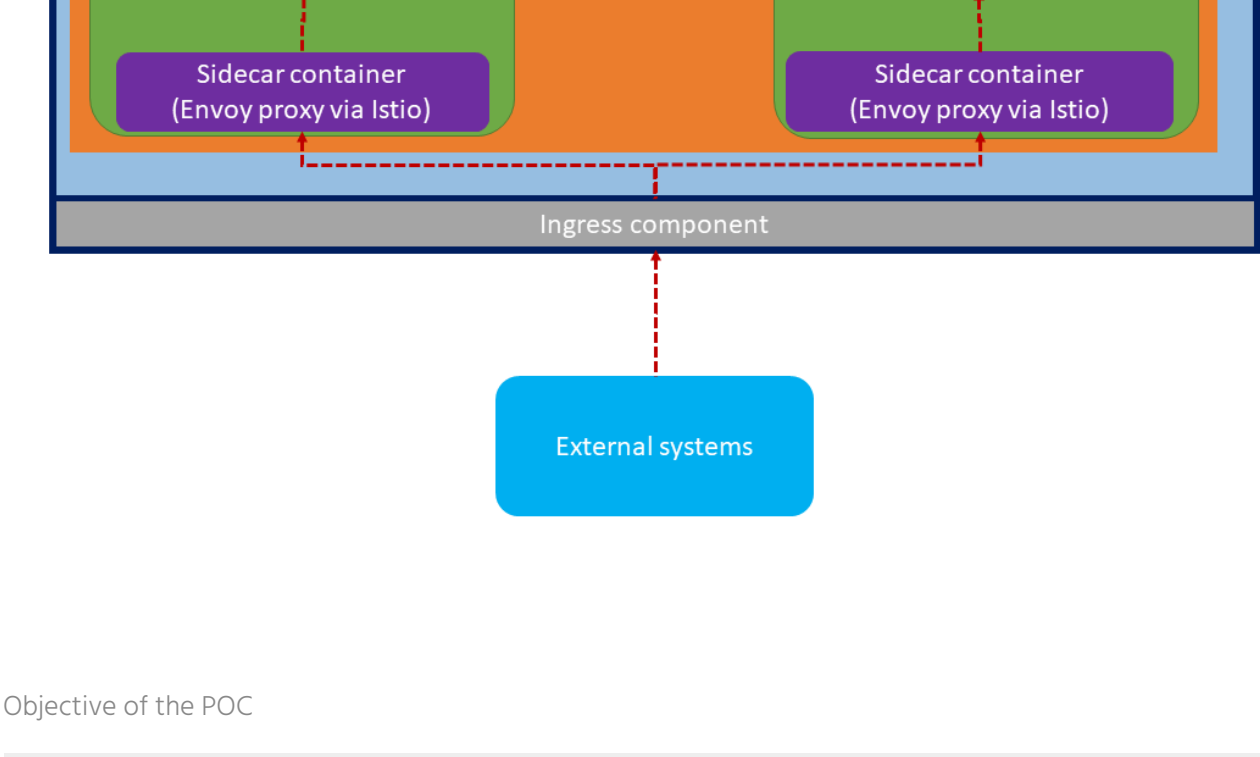 Sidecar container
(Envoy proxy via Istio)
Sidecar container
(Envoy proxy via Istio)
Ingress component
External systems
Objective of the POC